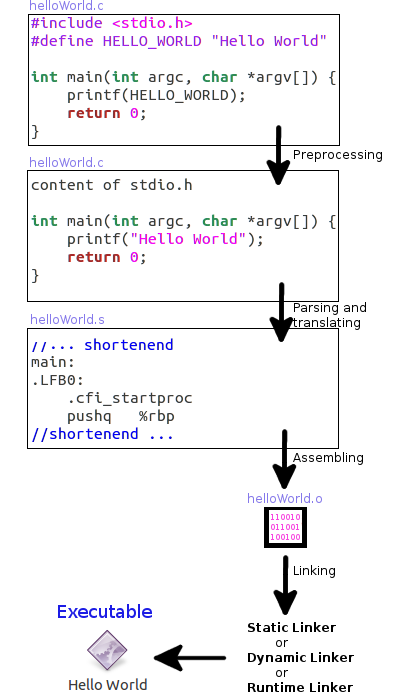 helloWorld.c
#include <stdio.h>
#define HELLO_WORLD "Hello World"
int main(int argc, char *argv[]) {
    printf(HELLO_WORLD);
    return 0;
}
Preprocessing
helloWorld.c
content of stdio.h
int main(int argc, char *argv[]) {
    printf("Hello World");
    return 0;
}
Parsing and
translating
helloWorld.s
//... shortenend
main:
.LFB0:
    .cfi_startproc
    pushq   %rbp
//shortenend ...
Assembling
helloWorld.o
110010
011001
100100
Linking
Static Linker
or
Dynamic Linker
or
Runtime Linker
Executable
Hello World